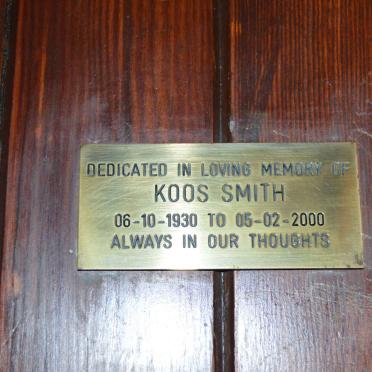 DEDICATED IN LOVING MEMORY OF
KOOS SMITH
06-10-1930 TO 05-02-2000
ALWAYS IN OUR THOUGHTS